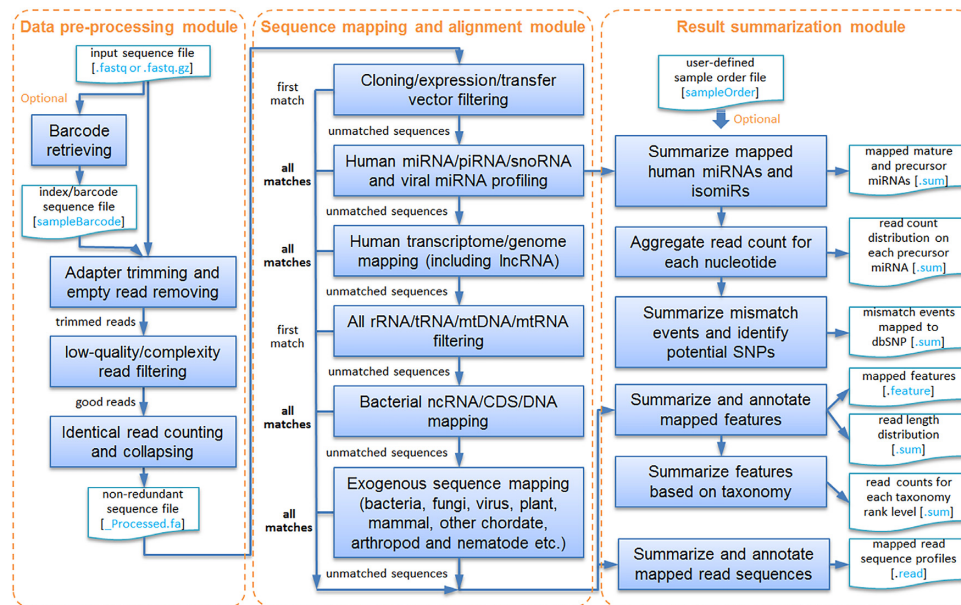 Data pre-processing module
input sequence file
[.fastq or .fastq.gz]
Optional
Barcode
retrieving
index/barcode
sequence file
[sampleBarcode]
Adapter trimming and
empty read removing
trimmed reads
low-quality/complexity
read filtering
good reads
Identical read counting
and collapsing
non-redundant
sequence file
[_Processed.fa]
Sequence mapping and alignment module
first
match
Cloning/expression/transfer
vector filtering
unmatched sequences
all
matches
Human miRNA/piRNA/snoRNA
and viral miRNA profiling
unmatched sequences
all
matches
Human transcriptome/genome
mapping (including lncRNA)
unmatched sequences
first
match
All rRNA/tRNA/mtDNA/mtRNA
filtering
unmatched sequences
all
matches
Bacterial ncRNA/CDS/DNA
mapping
unmatched sequences
all
matches
Exogenous sequence mapping
(bacteria, fungi, virus, plant,
mammal, other chordate,
arthropod and nematode etc.)
unmatched sequences
Result summarization module
user-defined
sample order file
[sampleOrder]
Optional
Summarize mapped
human miRNAs and
isomiRs
mapped
mature and
precursor
miRNAs [.sum]
Aggregate read count for
each nucleotide
read count
distribution on
each precursor
miRNA [.sum]
Summarize mismatch
events and identify
potential SNPs
mismatch events
mapped to
dbSNP [.sum]
Summarize and annotate
mapped features
mapped features
[.feature]
read length
distribution
[.sum]
Summarize features
based on taxonomy
read counts for
each taxonomy
rank level [.sum]
Summarize and annotate
mapped read sequences
mapped read
sequence profiles
[.read]